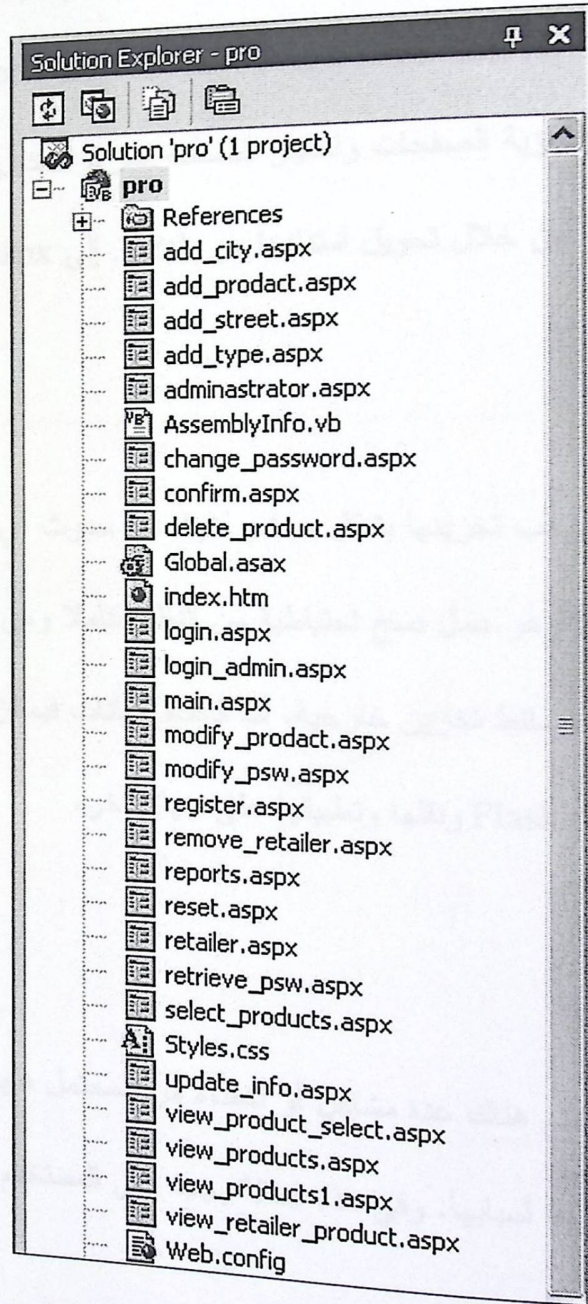 Solution Explorer - pro
Solution 'pro' (1 project)
pro
References
add_city.aspx
add_prodact.aspx
add_street.aspx
add_type.aspx
adminastrator.aspx
AssemblyInfo.vb
change_password.aspx
confirm.aspx
delete_product.aspx
Global.asax
index.htm
login.aspx
login_admin.aspx
main.aspx
modify_prodact.aspx
modify_psw.aspx
register.aspx
remove_retailer.aspx
reports.aspx
reset.aspx
retailer.aspx
retrieve_psw.aspx
select_products.aspx
Styles.css
update_info.aspx
view_product_select.aspx
view_products.aspx
view_products1.aspx
view_retailer_product.aspx
Web.config